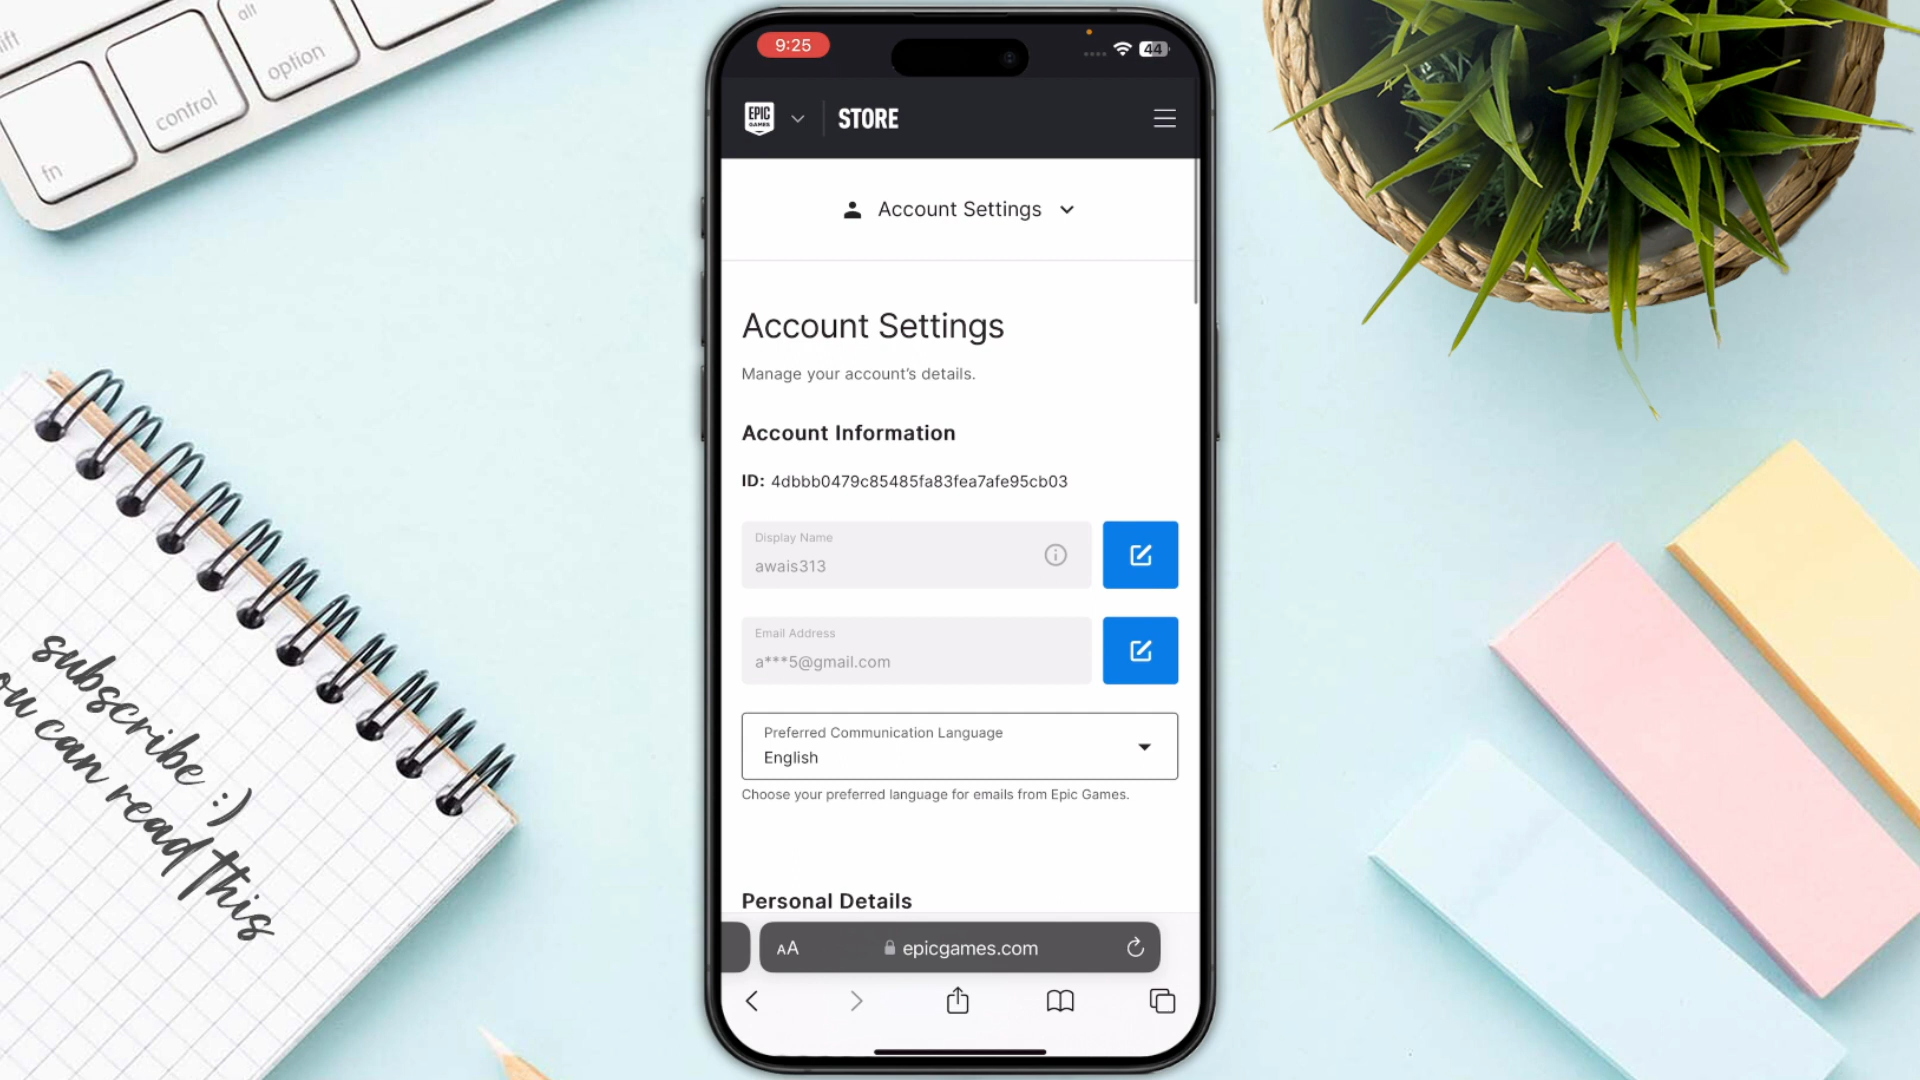 alt
option
control
fn
9:25
44
EPIC GAMES
STORE
Account Settings
Account Settings
Manage your account's details.
Account Information
ID: 4dbbb0479c85485fa83fea7afe95cb03
Display Name
awais313
Email Address
a***5@gmail.com
Preferred Communication Language
English
Choose your preferred language for emails from Epic Games.
Personal Details
AA
epicgames.com
subscribe :)
can read this